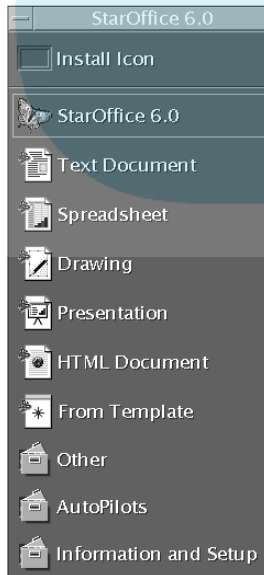 StarOffice 6.0
Install Icon
StarOffice 6.0
Text Document
Spreadsheet
Drawing
Presentation
HTML Document
From Template
Other
AutoPilots
Information and Setup